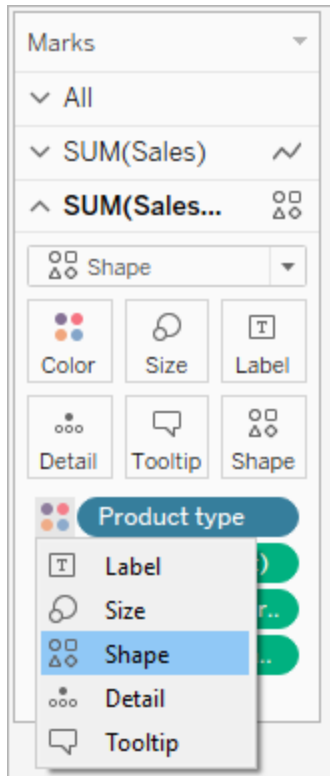 Marks
All
SUM(Sales)
SUM(Sales...
Shape
Color Size Label
Detail Tooltip Shape
Product type
Label
)
Size
r..
Shape
..
Detail
Tooltip